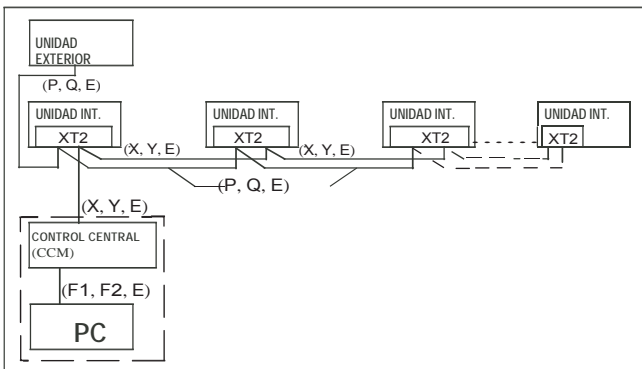 UNIDAD
EXTERIOR
(P, Q, E)
UNIDAD INT.
UNIDAD INT.
UNIDAD INT.
UNIDAD INT.
XT2
XT2
XT2
XT2
(X, Y, E)
(X, Y, E)
(P, Q, E)
(X, Y, E)
CONTROL CENTRAL
(CCM)
(F1, F2, E)
PC